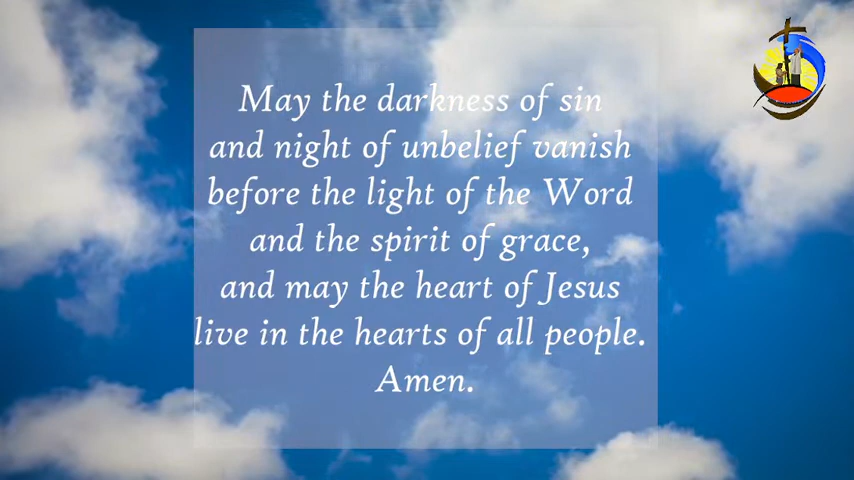 May the darkness of sin
and night of unbelief vanish
before the light of the Word
and the spirit of grace,
and may the heart of Jesus
live in the hearts of all people.
Amen.